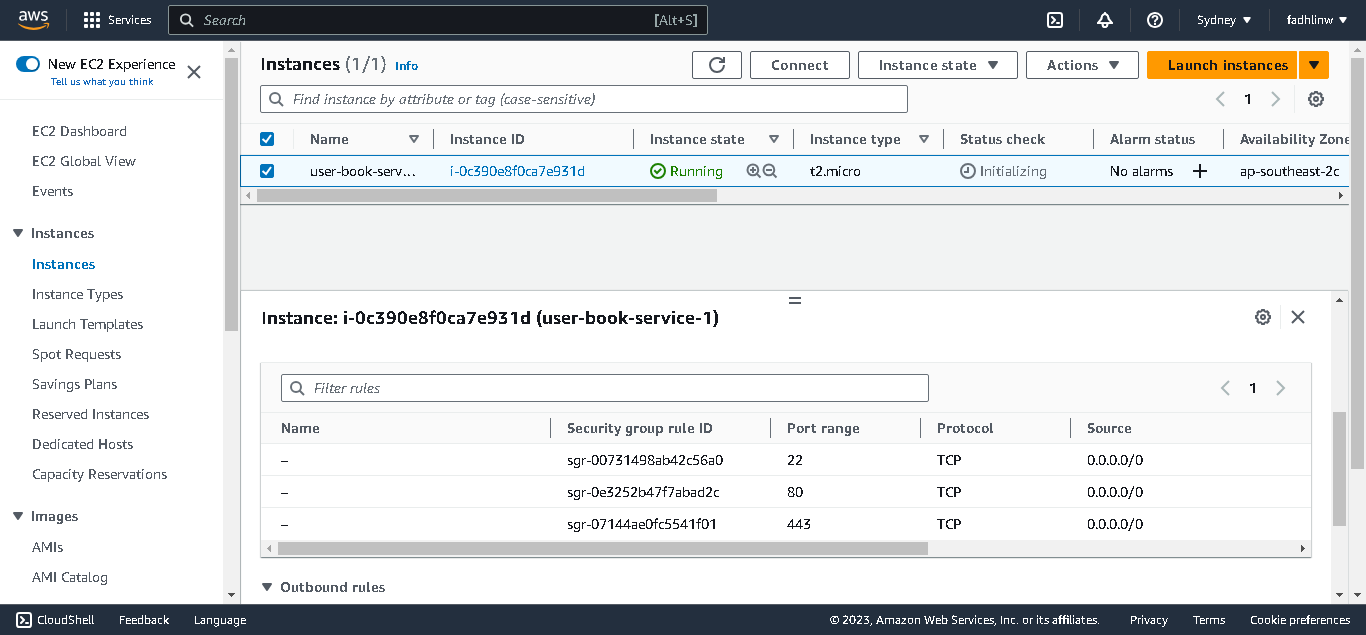 aws Services Search [Alt+S] Sydney fadhlinw
New EC2 Experience
Tell us what you think
EC2 Dashboard
EC2 Global View
Events
Instances
Instances
Instance Types
Launch Templates
Spot Requests
Savings Plans
Reserved Instances
Dedicated Hosts
Capacity Reservations
Images
AMIs
AMI Catalog
Instances (1/1) Info Connect Instance state Actions Launch instances
Find instance by attribute or tag (case-sensitive) 1
Name Instance ID Instance state Instance type Status check Alarm status Availability Zone
user-book-serv... i-0c390e8f0ca7e931d Running t2.micro Initializing No alarms ap-southeast-2c
Instance: i-0c390e8f0ca7e931d (user-book-service-1)
Filter rules 1
Name Security group rule ID Port range Protocol Source
– sgr-00731498ab42c56a0 22 TCP 0.0.0.0/0
– sgr-0e3252b47f7abad2c 80 TCP 0.0.0.0/0
– sgr-07144ae0fc5541f01 443 TCP 0.0.0.0/0
Outbound rules
CloudShell Feedback Language © 2023, Amazon Web Services, Inc. or its affiliates. Privacy Terms Cookie preferences